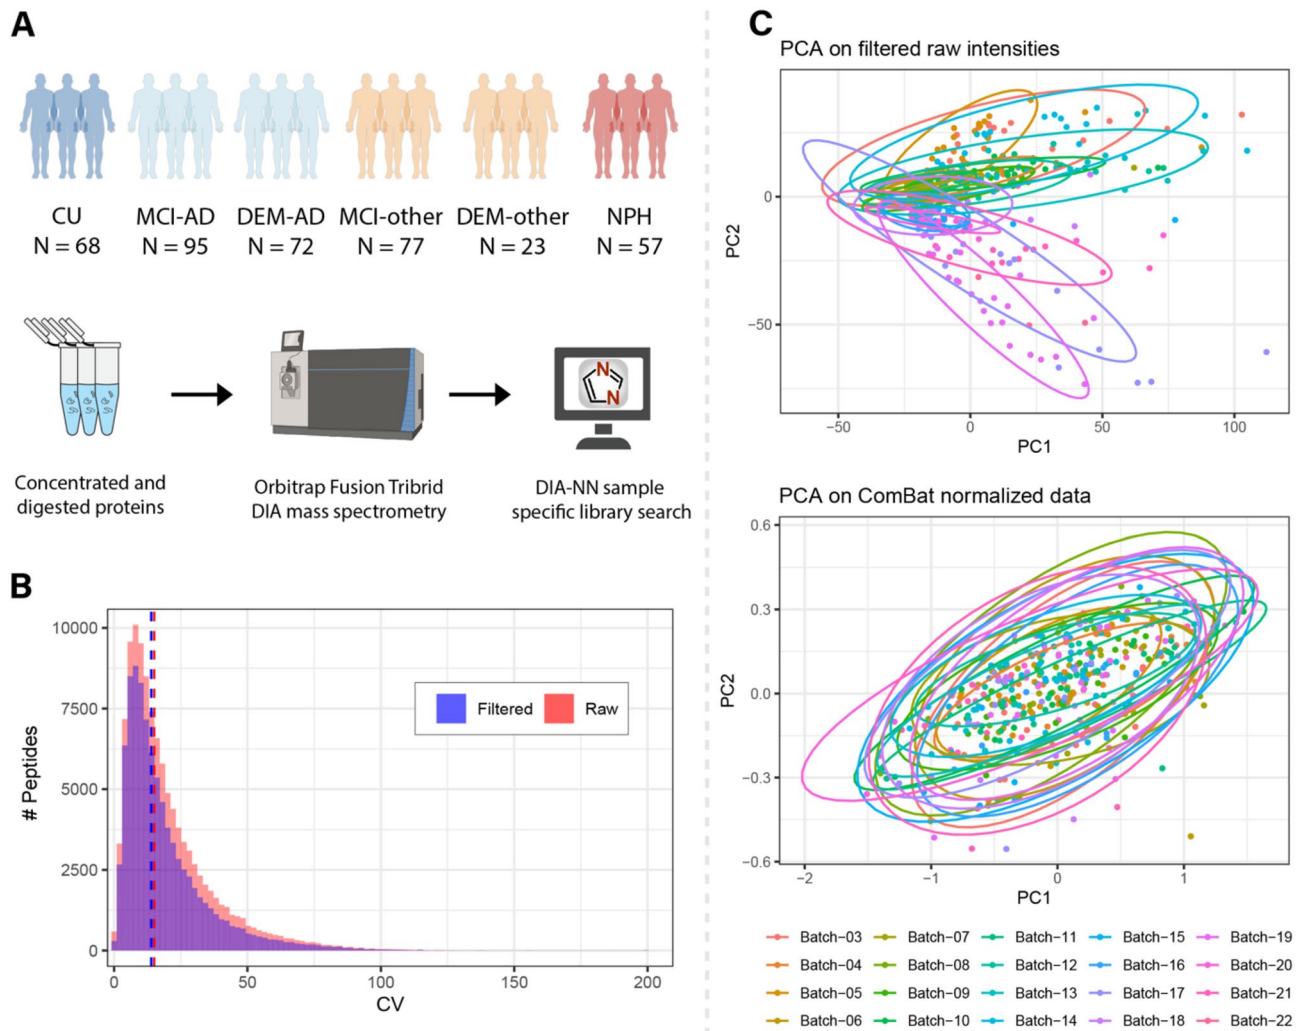 A
CU
N = 68
MCI-AD
N = 95
DEM-AD
N = 72
MCI-other
N = 77
DEM-other
N = 23
NPH
N = 57
Concentrated and
digested proteins
Orbitrap Fusion Tribrid
DIA mass spectrometry
N
N
DIA-NN sample
specific library search
B
# Peptides
10000
7500
5000
2500
0
0
50
100
150
200
CV
Filtered
Raw
C
PCA on filtered raw intensities
PC2
0
−50
−50
0
50
100
PC1
PCA on ComBat normalized data
PC2
0.6
0.3
0.0
−0.3
−0.6
−2
−1
0
1
PC1
Batch−03
Batch−04
Batch−05
Batch−06
Batch−07
Batch−08
Batch−09
Batch−10
Batch−11
Batch−12
Batch−13
Batch−14
Batch−15
Batch−16
Batch−17
Batch−18
Batch−19
Batch−20
Batch−21
Batch−22